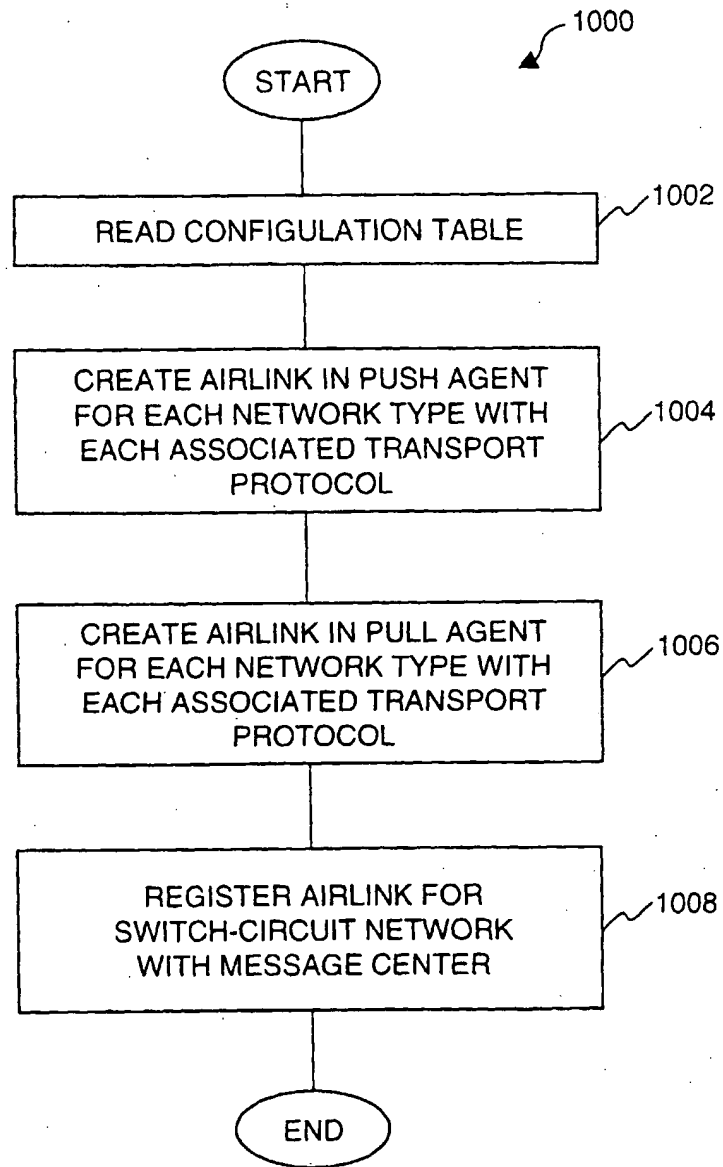 1000
START
1002
READ CONFIGULATION TABLE
CREATE AIRLINK IN PUSH AGENT
FOR EACH NETWORK TYPE WITH
EACH ASSOCIATED TRANSPORT
PROTOCOL
1004
CREATE AIRLINK IN PULL AGENT
FOR EACH NETWORK TYPE WITH
EACH ASSOCIATED TRANSPORT
PROTOCOL
1006
REGISTER AIRLINK FOR
SWITCH-CIRCUIT NETWORK
WITH MESSAGE CENTER
1008
END